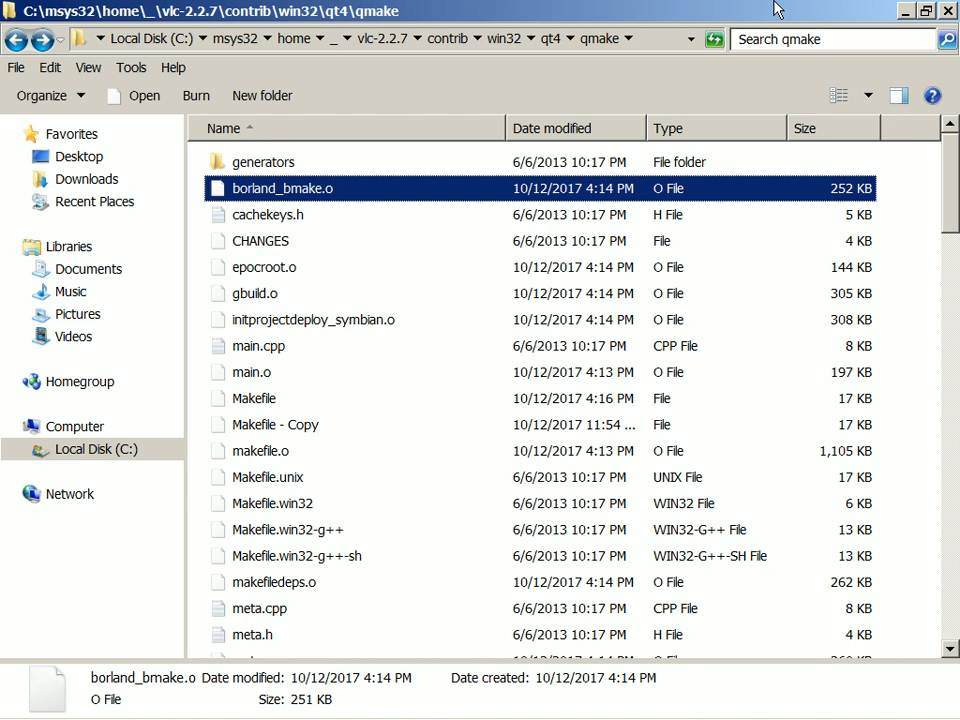 C:\msys32\home\_\vlc-2.2.7\contrib\win32\qt4\qmake
Local Disk (C:) msys32 home _ vlc-2.2.7 contrib win32 qt4 qmake Search qmake
File Edit View Tools Help
Organize Open Burn New folder
Name Date modified Type Size
Favorites
Desktop
Downloads
Recent Places
Libraries
Documents
Music
Pictures
Videos
Homegroup
Computer
Local Disk (C:)
Network
generators 6/6/2013 10:17 PM File folder
borland_bmake.o 10/12/2017 4:14 PM O File 252 KB
cachekeys.h 6/6/2013 10:17 PM H File 5 KB
CHANGES 6/6/2013 10:17 PM File 4 KB
epocroot.o 10/12/2017 4:14 PM O File 144 KB
gbuild.o 10/12/2017 4:14 PM O File 305 KB
initprojectdeploy_symbian.o 10/12/2017 4:14 PM O File 308 KB
main.cpp 6/6/2013 10:17 PM CPP File 8 KB
main.o 10/12/2017 4:13 PM O File 197 KB
Makefile 10/12/2017 4:16 PM File 17 KB
Makefile - Copy 10/12/2017 11:54 ... File 17 KB
makefile.o 10/12/2017 4:13 PM O File 1,105 KB
Makefile.unix 6/6/2013 10:17 PM UNIX File 17 KB
Makefile.win32 6/6/2013 10:17 PM WIN32 File 6 KB
Makefile.win32-g++ 6/6/2013 10:17 PM WIN32-G++ File 13 KB
Makefile.win32-g++-sh 6/6/2013 10:17 PM WIN32-G++-SH File 13 KB
makefiledeps.o 10/12/2017 4:14 PM O File 262 KB
meta.cpp 6/6/2013 10:17 PM CPP File 8 KB
meta.h 6/6/2013 10:17 PM H File 4 KB
borland_bmake.o Date modified: 10/12/2017 4:14 PM Date created: 10/12/2017 4:14 PM
O File Size: 251 KB